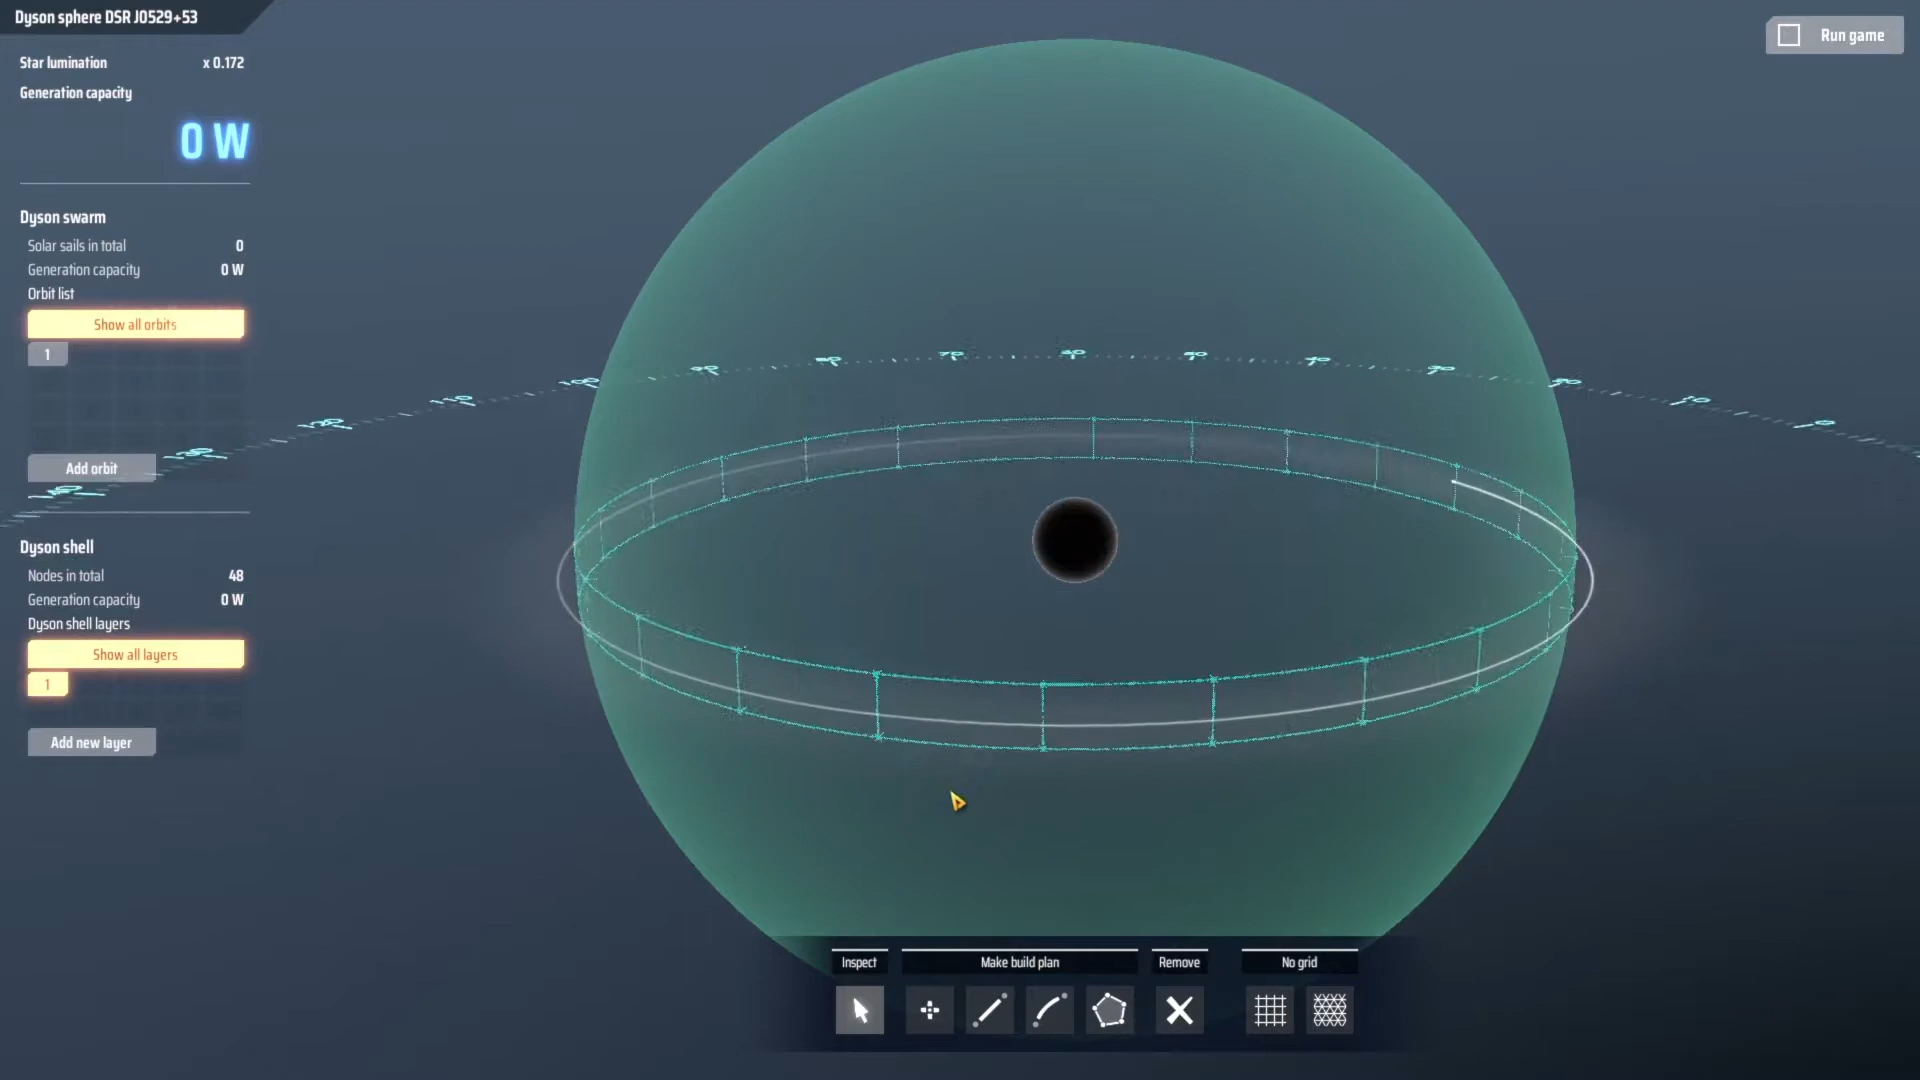 Dyson sphere DSR J0529+53
Run game
Star lumination x 0.172
Generation capacity
0 W
Dyson swarm
Solar sails in total 0
Generation capacity 0 W
Orbit list
Show all orbits
1
Add orbit
Dyson shell
Nodes in total 48
Generation capacity 0 W
Dyson shell layers
Show all layers
1
Add new layer
Inspect Make build plan Remove No grid